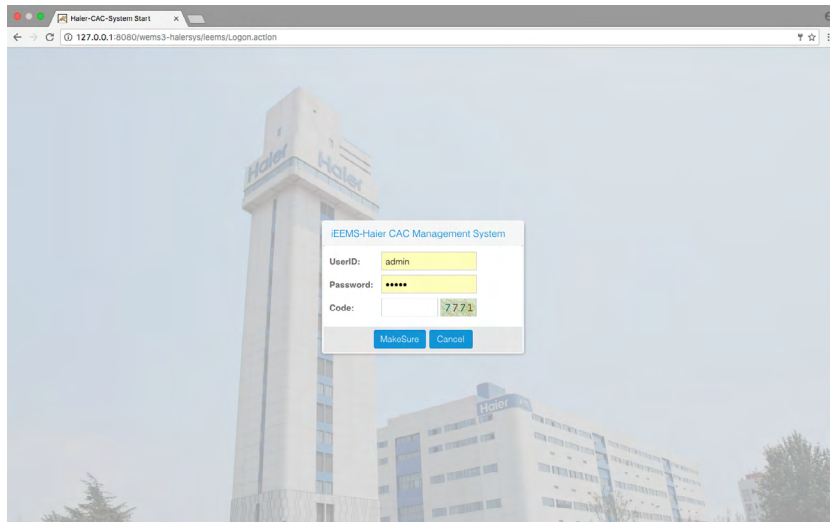 Haier-CAC-System Start
127.0.0.1:8080/wems3-haiersys/ieems/Logon.action
Haier Haier
iEEMS-Haier CAC Management System
UserID: admin
Password: •••••
Code: 7771
MakeSure Cancel
Haier